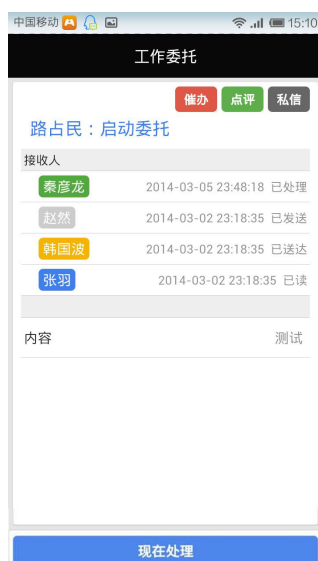 中国移动 15:10
工作委托
催办 点评 私信
路占民：启动委托
接收人
秦彦龙 2014-03-05 23:48:18 已处理
赵然 2014-03-02 23:18:35 已发送
韩国波 2014-03-02 23:18:35 已送达
张羽 2014-03-02 23:18:35 已读
内容 测试
现在处理